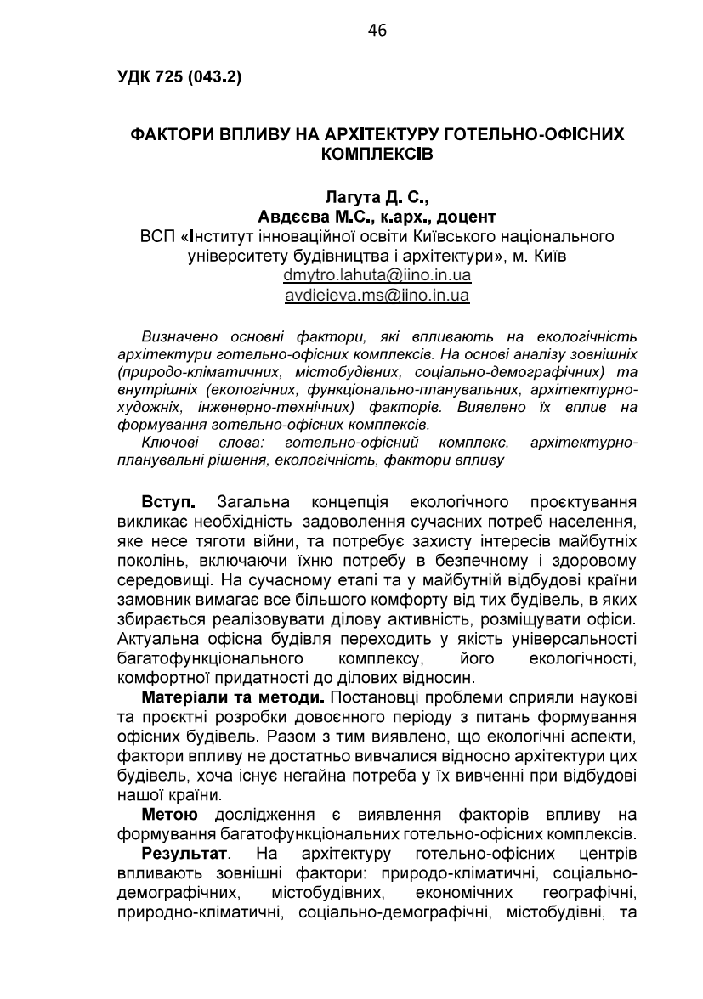 46
УДК 725 (043.2)
ФАКТОРИ ВПЛИВУ НА АРХІТЕКТУРУ ГОТЕЛЬНО-ОФІСНИХ
КОМПЛЕКСІВ
Лагута Д. С.,
Авдєєва М.С., к.арх., доцент
ВСП «Інститут інноваційної освіти Київського національного
університету будівництва і архітектури», м. Київ
dmytro.lahuta@iino.in.ua
avdieieva.ms@iino.in.ua
Визначено основні фактори, які впливають на екологічність
архітектури готельно-офісних комплексів. На основі аналізу зовнішніх
(природо-кліматичних, містобудівних, соціально-демографічних) та
внутрішніх (екологічних, функціонально-планувальних, архітектурно-
художніх, інженерно-технічних) факторів. Виявлено їх вплив на
формування готельно-офісних комплексів.
Ключові слова: готельно-офісний комплекс, архітектурно-
планувальні рішення, екологічність, фактори впливу
Вступ. Загальна концепція екологічного проєктування
викликає необхідність задоволення сучасних потреб населення,
яке несе тяготи війни, та потребує захисту інтересів майбутніх
поколінь, включаючи їхню потребу в безпечному і здоровому
середовищі. На сучасному етапі та у майбутній відбудові країни
замовник вимагає все більшого комфорту від тих будівель, в яких
збирається реалізовувати ділову активність, розміщувати офіси.
Актуальна офісна будівля переходить у якість універсальності
багатофункціонального комплексу, його екологічності,
комфортної придатності до ділових відносин.
Матеріали та методи. Постановці проблеми сприяли наукові
та проєктні розробки довоєнного періоду з питань формування
офісних будівель. Разом з тим виявлено, що екологічні аспекти,
фактори впливу не достатньо вивчалися відносно архітектури цих
будівель, хоча існує негайна потреба у їх вивченні при відбудові
нашої країни.
Метою дослідження є виявлення факторів впливу на
формування багатофункціональних готельно-офісних комплексів.
Результат. На архітектуру готельно-офісних центрів
впливають зовнішні фактори: природо-кліматичні, соціально-
демографічних, містобудівних, економічних географічні,
природно-кліматичні, соціально-демографічні, містобудівні, та